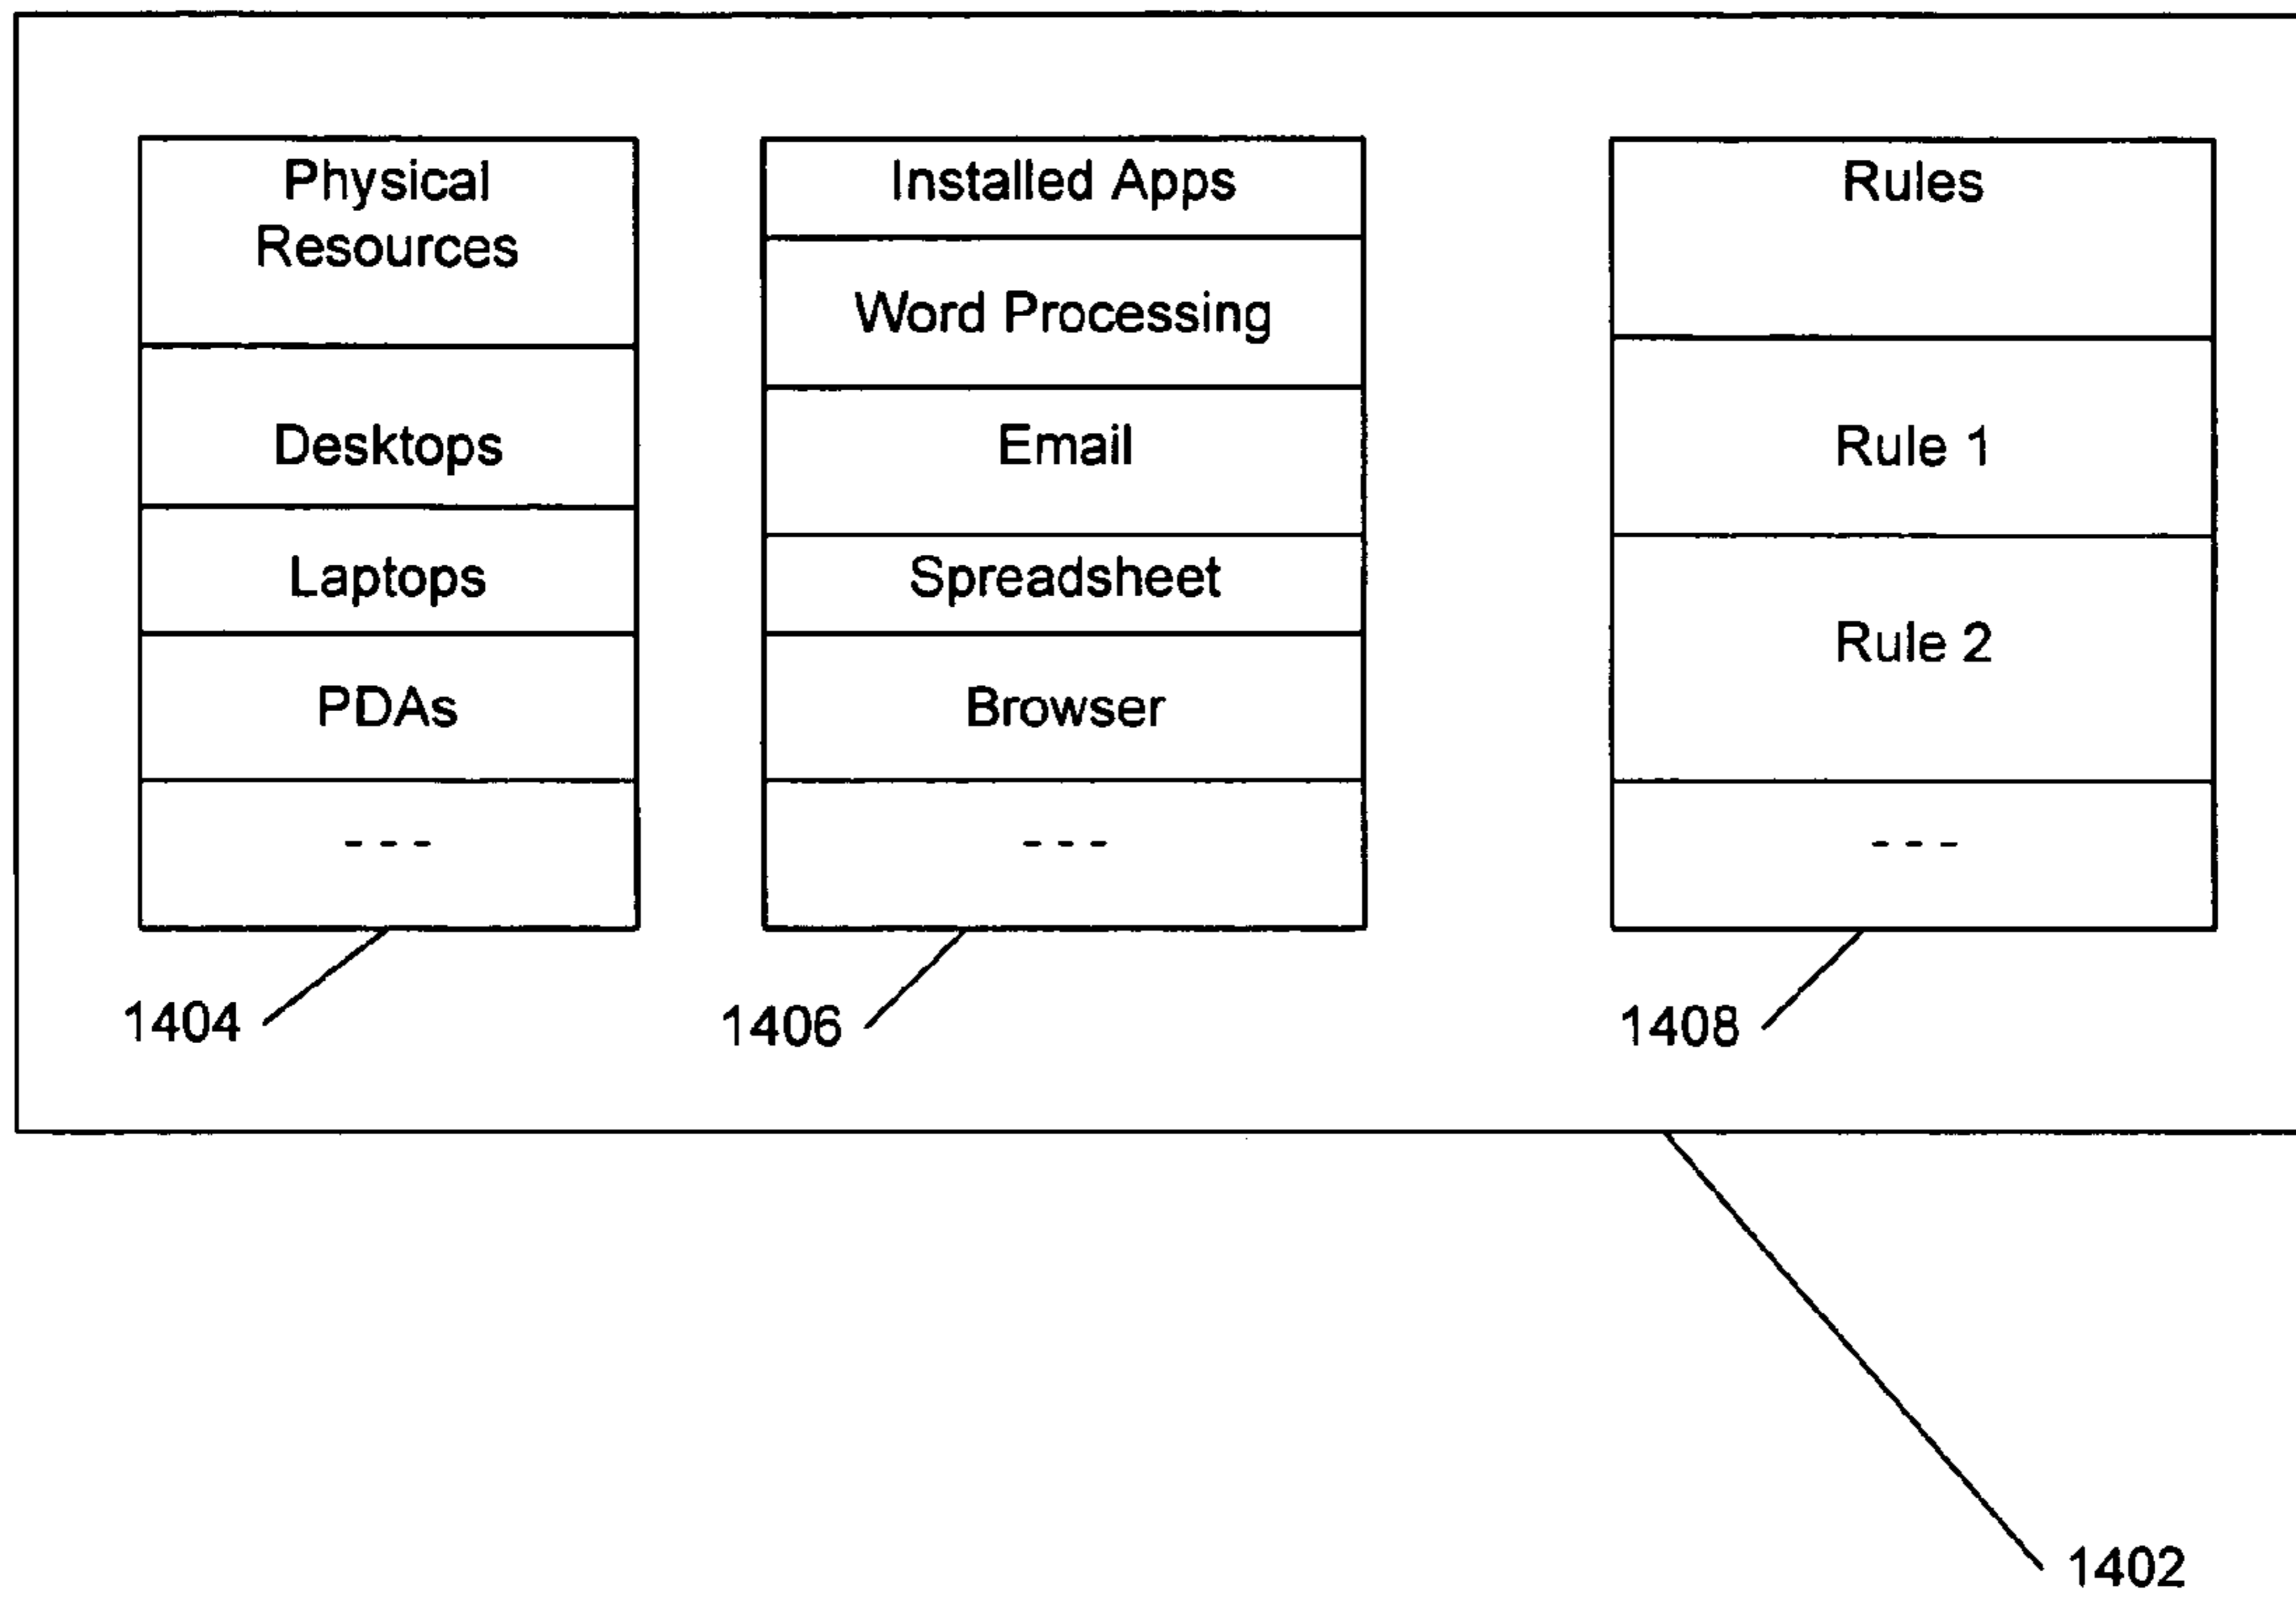 Physical
Resources
Desktops
Laptops
PDAs
- - -
1404
Installed Apps
Word Processing
Email
Spreadsheet
Browser
- - -
1406
Rules
Rule 1
Rule 2
- - -
1408
1402